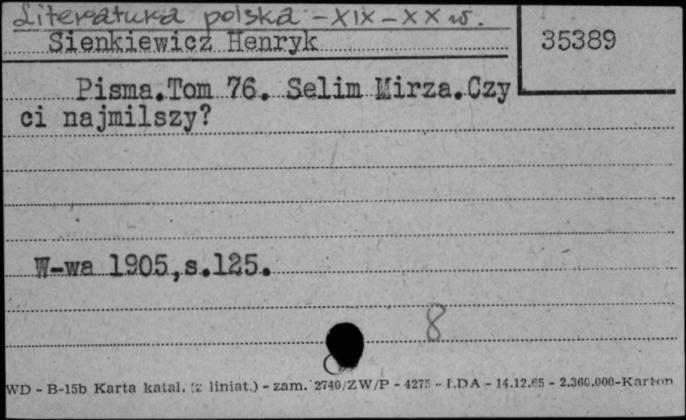 Literatura polska - XIX - XX w.
Sienkiewicz Henryk
35389
Pisma.Tom 76. Selim Mirza.Czy
ci najmilszy?
W-wa 1905,s.125.
8
WD - B-15b Karta katal. (z liniat.) - zam. 2740/ZW/P - 4275 - ŁDA - 14.12.65 - 2.360.000-Karton